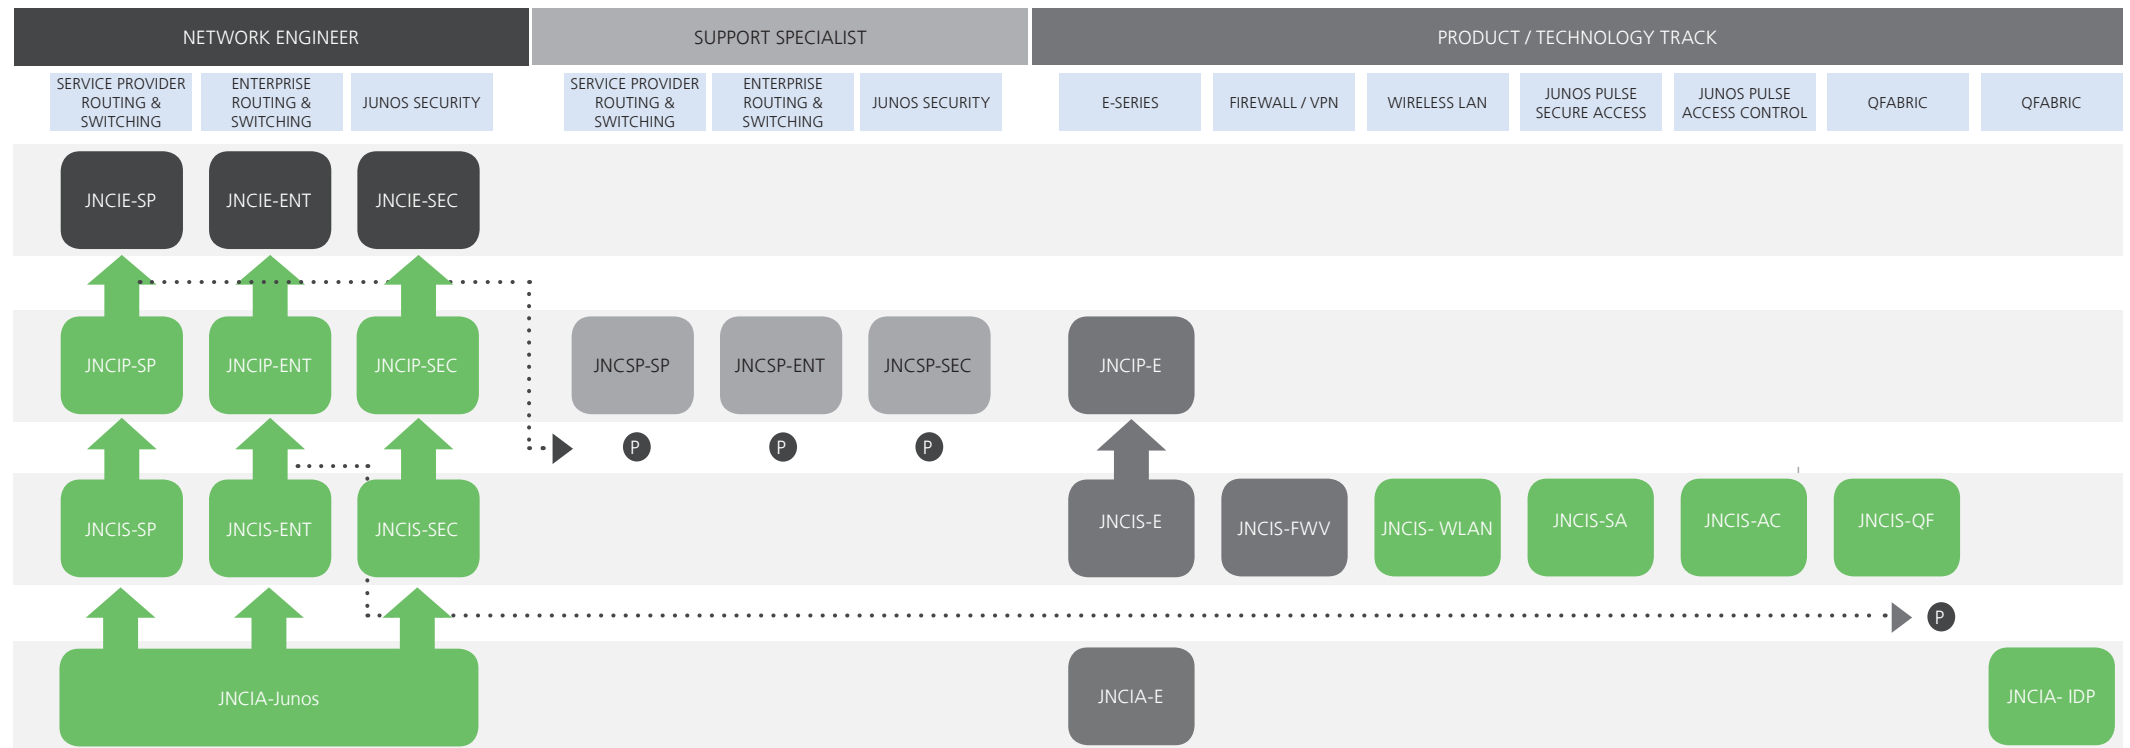 NETWORK ENGINEER
SUPPORT SPECIALIST
PRODUCT / TECHNOLOGY TRACK
SERVICE PROVIDER
ROUTING &
SWITCHING
ENTERPRISE
ROUTING &
SWITCHING
JUNOS SECURITY
SERVICE PROVIDER
ROUTING &
SWITCHING
ENTERPRISE
ROUTING &
SWITCHING
JUNOS SECURITY
E-SERIES
FIREWALL / VPN
WIRELESS LAN
JUNOS PULSE
SECURE ACCESS
JUNOS PULSE
ACCESS CONTROL
QFABRIC
QFABRIC
JNCIE-SP
JNCIE-ENT
JNCIE-SEC
JNCIP-SP
JNCIP-ENT
JNCIP-SEC
JNCSP-SP
JNCSP-ENT
JNCSP-SEC
JNCIP-E
P
P
P
JNCIS-SP
JNCIS-ENT
JNCIS-SEC
JNCIS-E
JNCIS-FWV
JNCIS- WLAN
JNCIS-SA
JNCIS-AC
JNCIS-QF
P
JNCIA-Junos
JNCIA-E
JNCIA- IDP